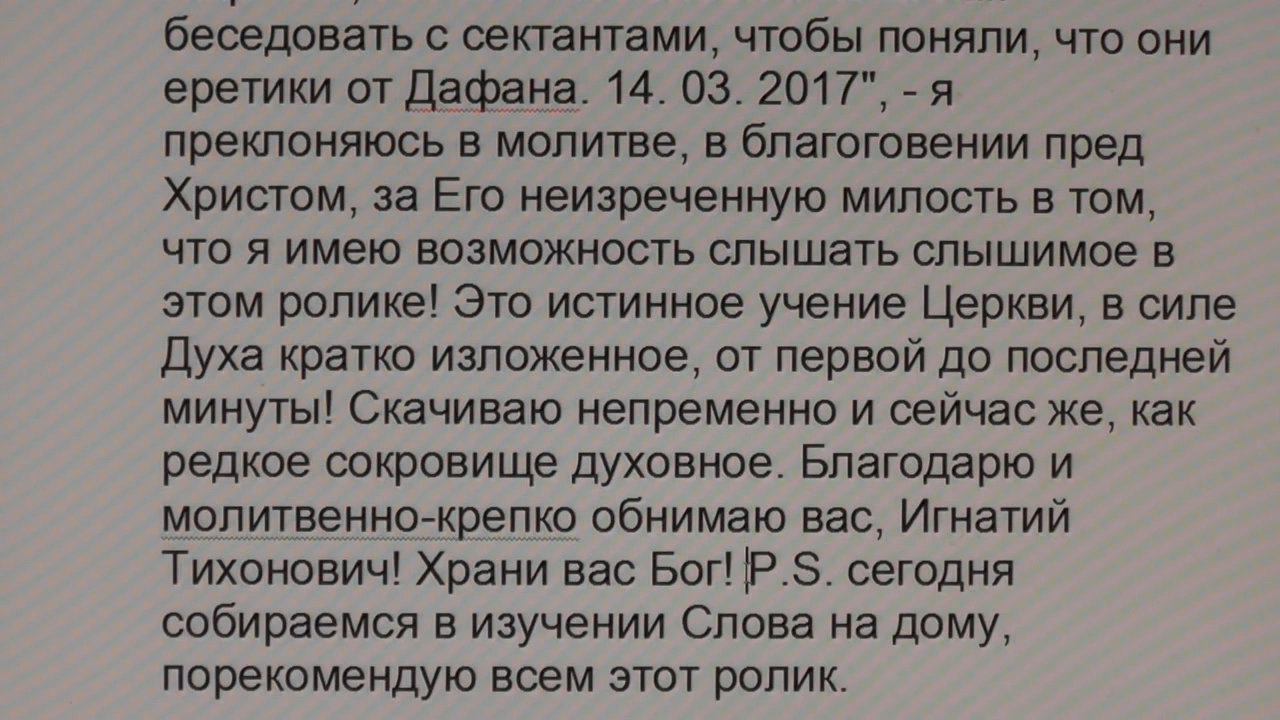 беседовать с сектантами, чтобы поняли, что они
еретики от Дафана. 14. 03. 2017", - я
преклоняюсь в молитве, в благоговении пред
Христом, за Его неизреченную милость в том,
что я имею возможность слышать слышимое в
этом ролике! Это истинное учение Церкви, в силе
Духа кратко изложенное, от первой до последней
минуты! Скачиваю непременно и сейчас же, как
редкое сокровище духовное. Благодарю и
молитвенно-крепко обнимаю вас, Игнатий
Тихонович! Храни вас Бог! P.S. сегодня
собираемся в изучении Слова на дому,
порекомендую всем этот ролик.